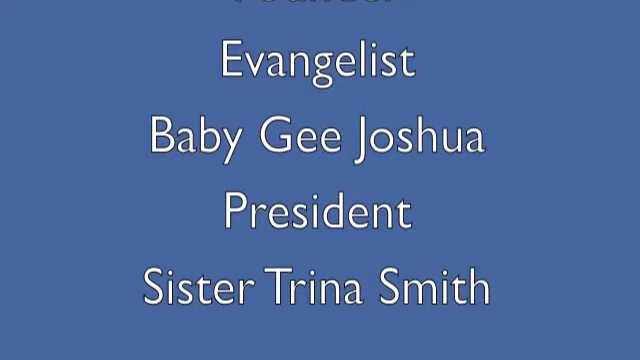 Evangelist
Baby Gee Joshua
President
Sister Trina Smith